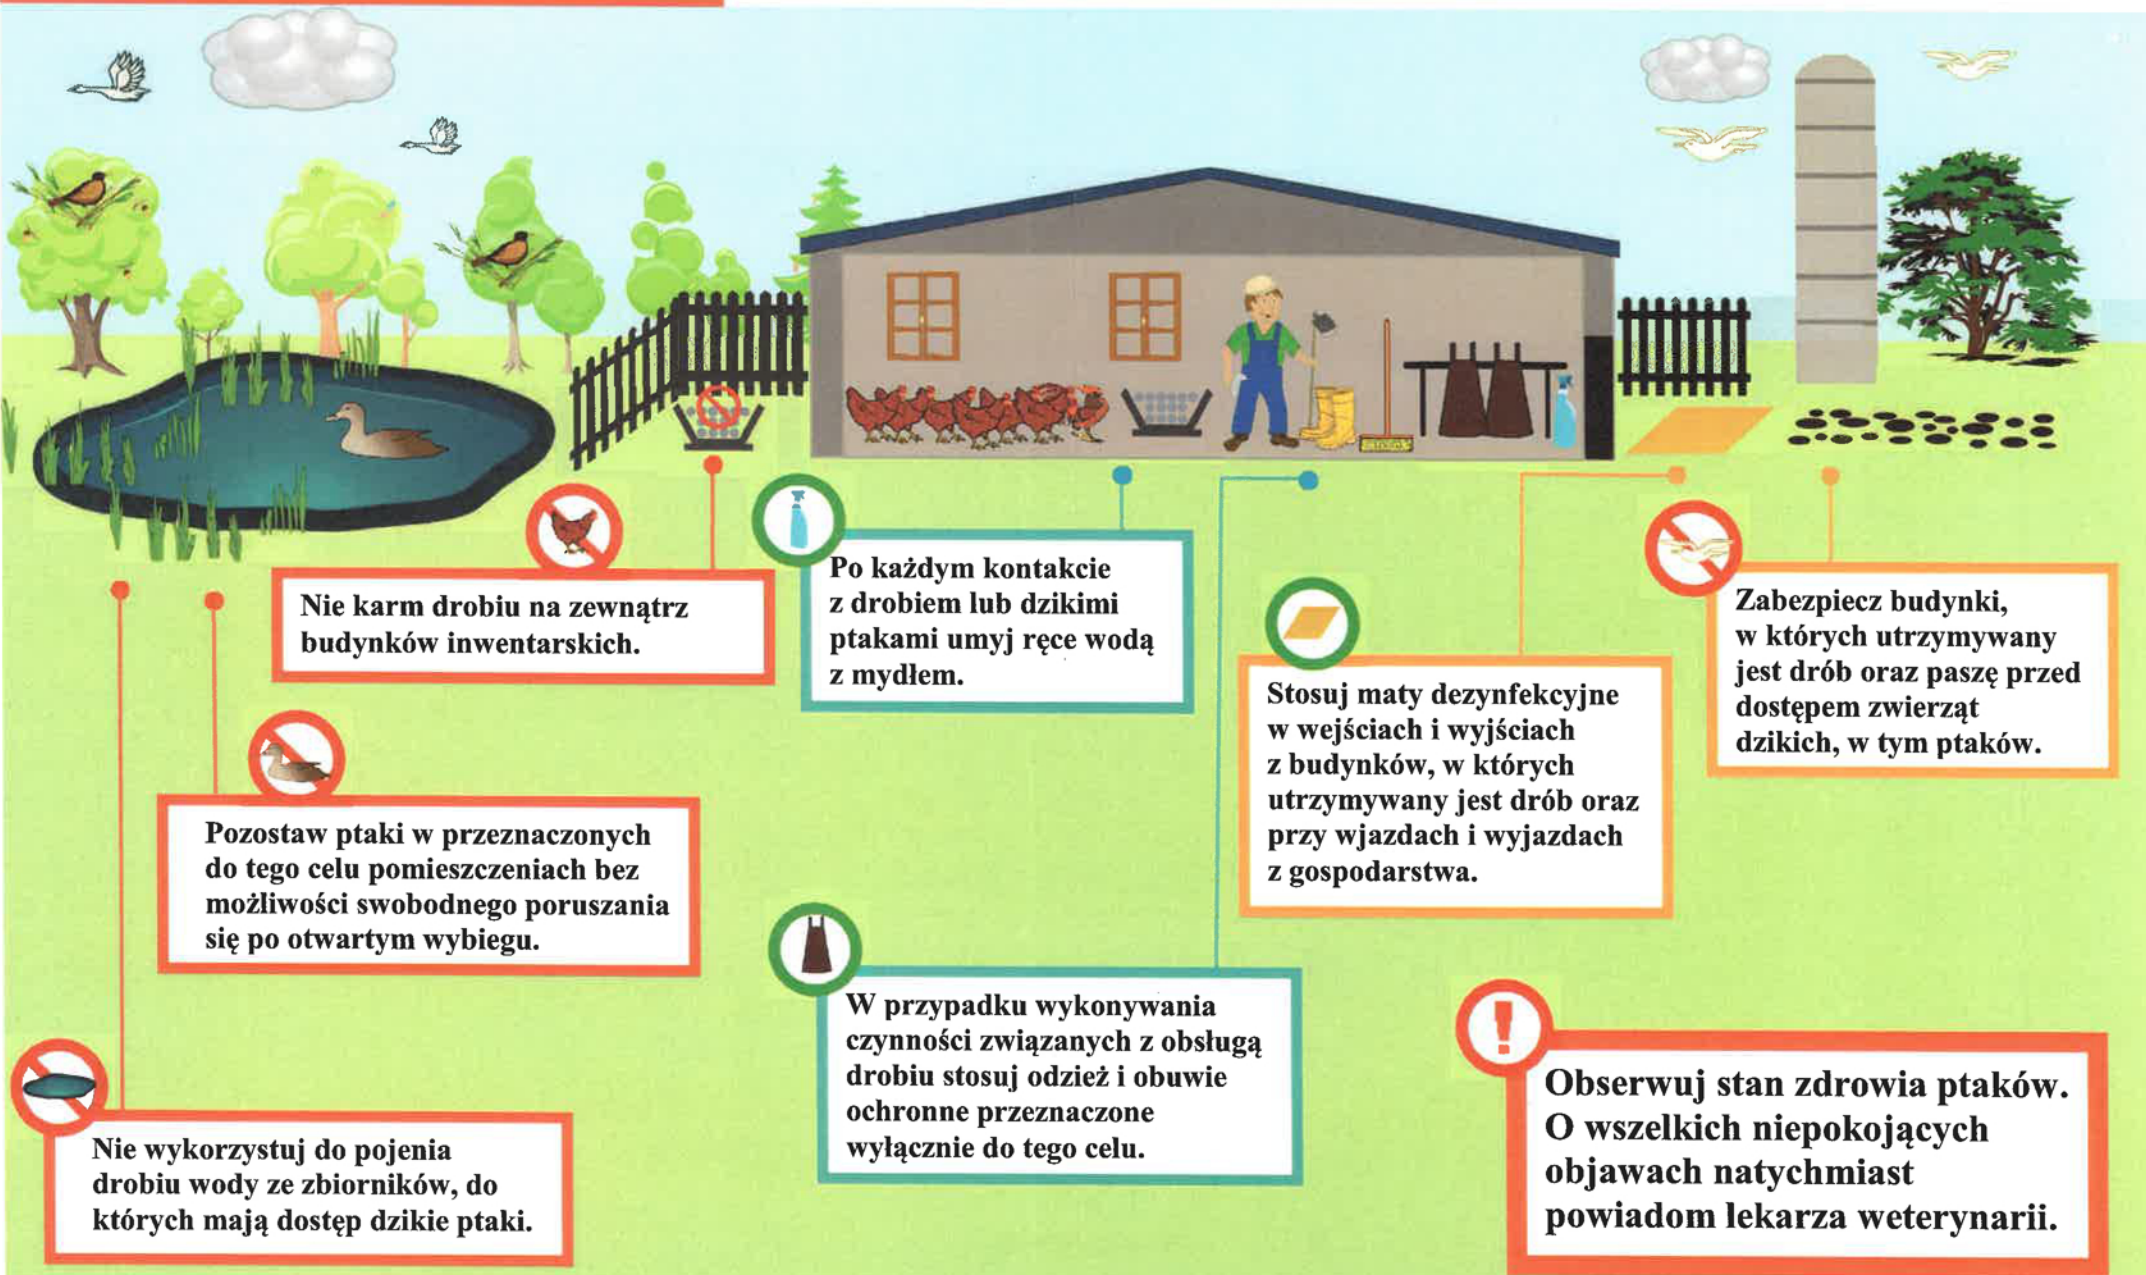 Nie karm drobiu na zewnątrz
budynków inwentarskich.
Po każdym kontakcie
z drobiem lub dzikimi
ptakami umyj ręce wodą
z mydłem.
Zabezpiecz budynki,
w których utrzymywany
jest drób oraz paszę przed
dostępem zwierząt
dzikich, w tym ptaków.
Stosuj maty dezynfekcyjne
w wejściach i wyjściach
z budynków, w których
utrzymywany jest drób oraz
przy wjazdach i wyjazdach
z gospodarstwa.
Pozostaw ptaki w przeznaczonych
do tego celu pomieszczeniach bez
możliwości swobodnego poruszania
się po otwartym wybiegu.
W przypadku wykonywania
czynności związanych z obsługą
drobiu stosuj odzież i obuwie
ochronne przeznaczone
wyłącznie do tego celu.
Obserwuj stan zdrowia ptaków.
O wszelkich niepokojących
objawach natychmiast
powiadom lekarza weterynarii.
Nie wykorzystuj do pojenia
drobiu wody ze zbiorników, do
których mają dostęp dzikie ptaki.